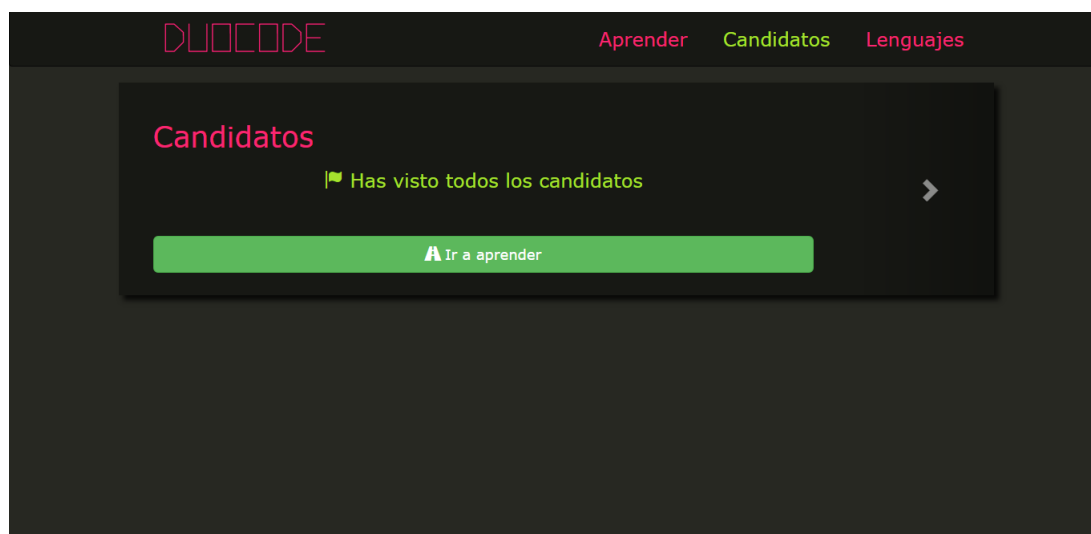 DUOCODE
Aprender Candidatos Lenguajes
Candidatos
Has visto todos los candidatos
Ir a aprender